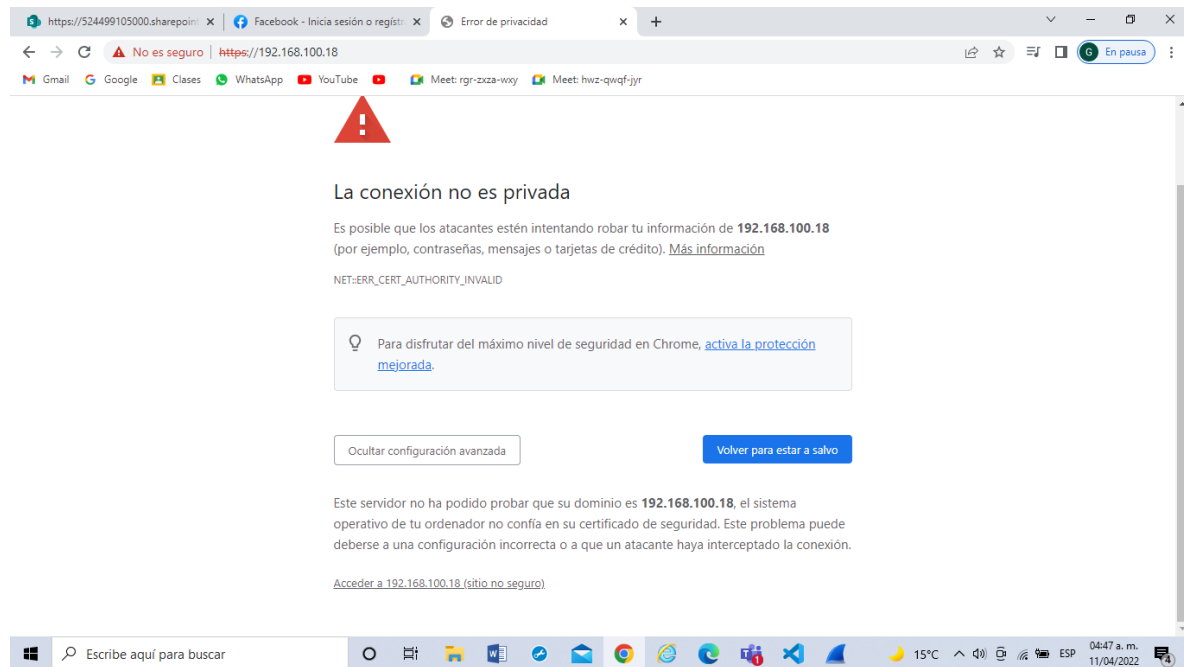 https://524499105000.sharepoint
Facebook - Inicia sesión o regístr
Error de privacidad
No es seguro
https://192.168.100.18
En pausa
G
Gmail
Google
Clases
WhatsApp
YouTube
Meet: rgr-zxza-wxy
Meet: hwz-qwqf-jyr
La conexión no es privada
Es posible que los atacantes estén intentando robar tu información de 192.168.100.18
(por ejemplo, contraseñas, mensajes o tarjetas de crédito). Más información
NET::ERR_CERT_AUTHORITY_INVALID
Para disfrutar del máximo nivel de seguridad en Chrome, activa la protección
mejorada.
Ocultar configuración avanzada
Volver para estar a salvo
Este servidor no ha podido probar que su dominio es 192.168.100.18, el sistema
operativo de tu ordenador no confía en su certificado de seguridad. Este problema puede
deberse a una configuración incorrecta o a que un atacante haya interceptado la conexión.
Acceder a 192.168.100.18 (sitio no seguro)
Escribe aquí para buscar
15°C
ESP
04:47 a. m.
11/04/2022
4